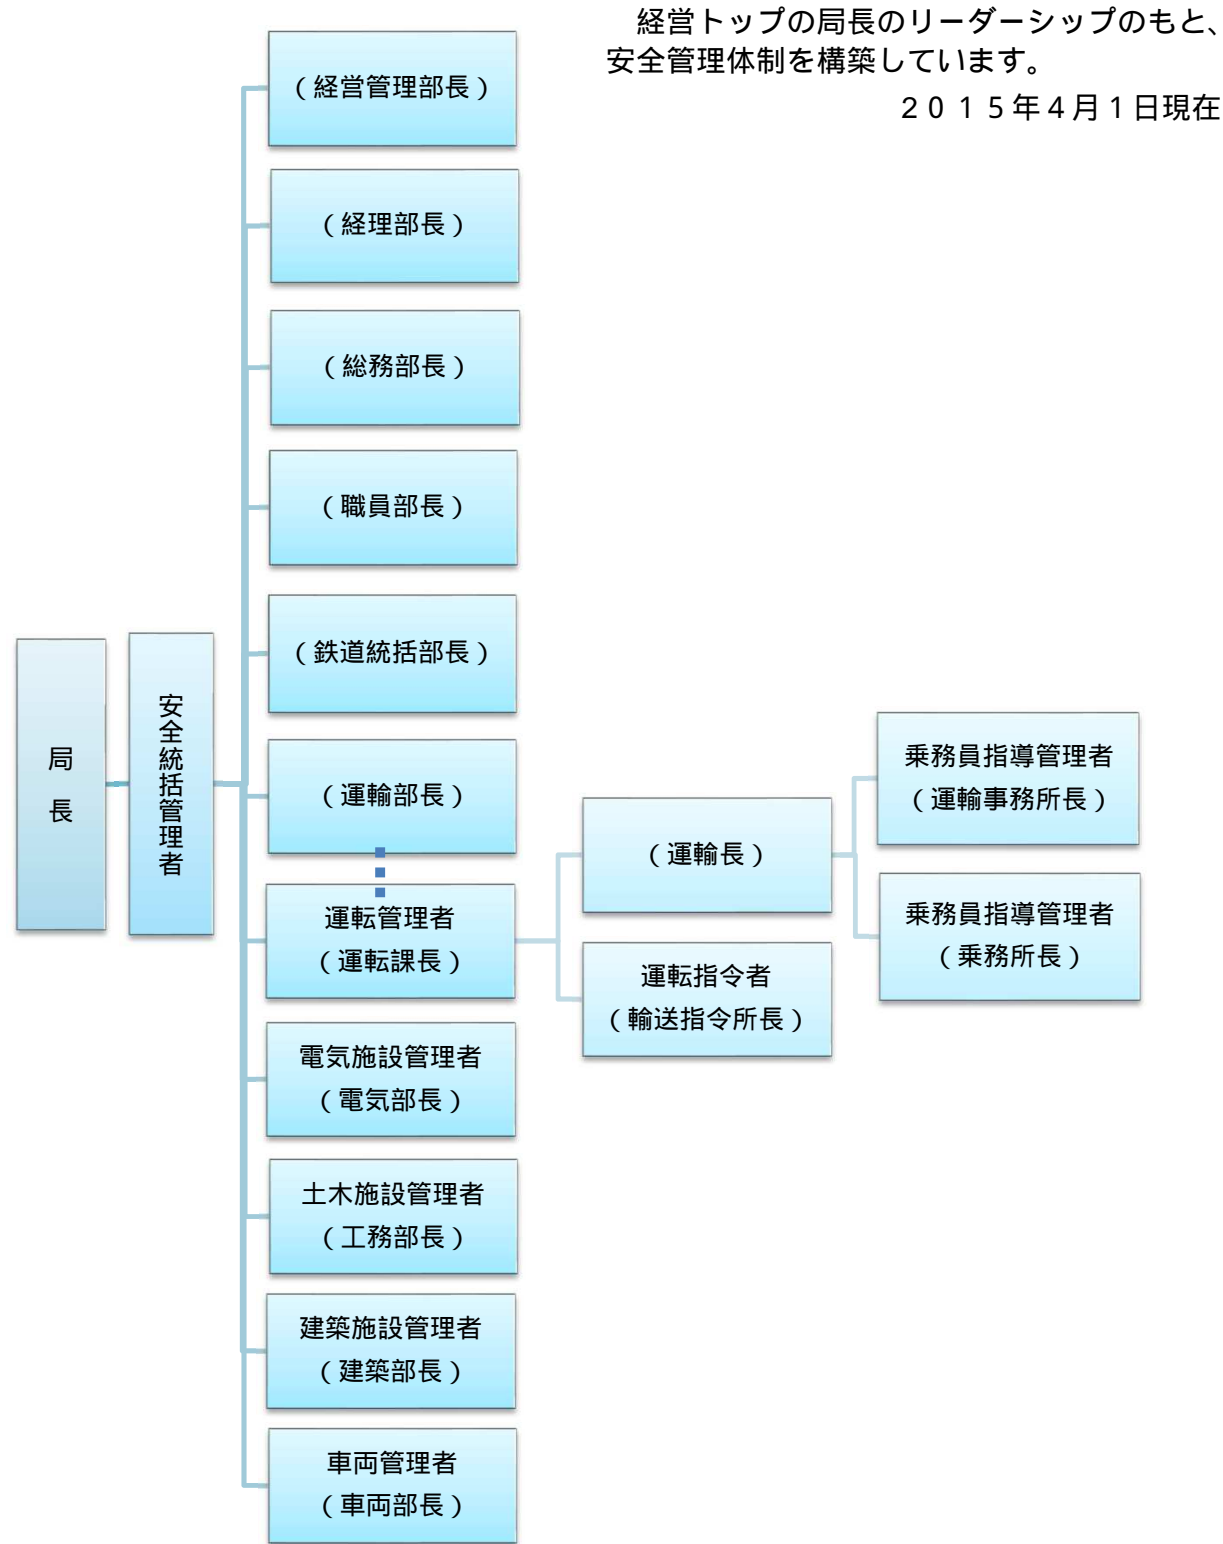 経営トップの局長のリーダーシップのもと、
安全管理体制を構築しています。
２０１５年４月１日現在
局長
安全統括管理者
（経営管理部長）
（経理部長）
（総務部長）
（職員部長）
（鉄道統括部長）
（運輸部長）
運転管理者
（運転課長）
（運輸長）
乗務員指導管理者
（運輸事務所長）
乗務員指導管理者
（乗務所長）
運転指令者
（輸送指令所長）
電気施設管理者
（電気部長）
土木施設管理者
（工務部長）
建築施設管理者
（建築部長）
車両管理者
（車両部長）